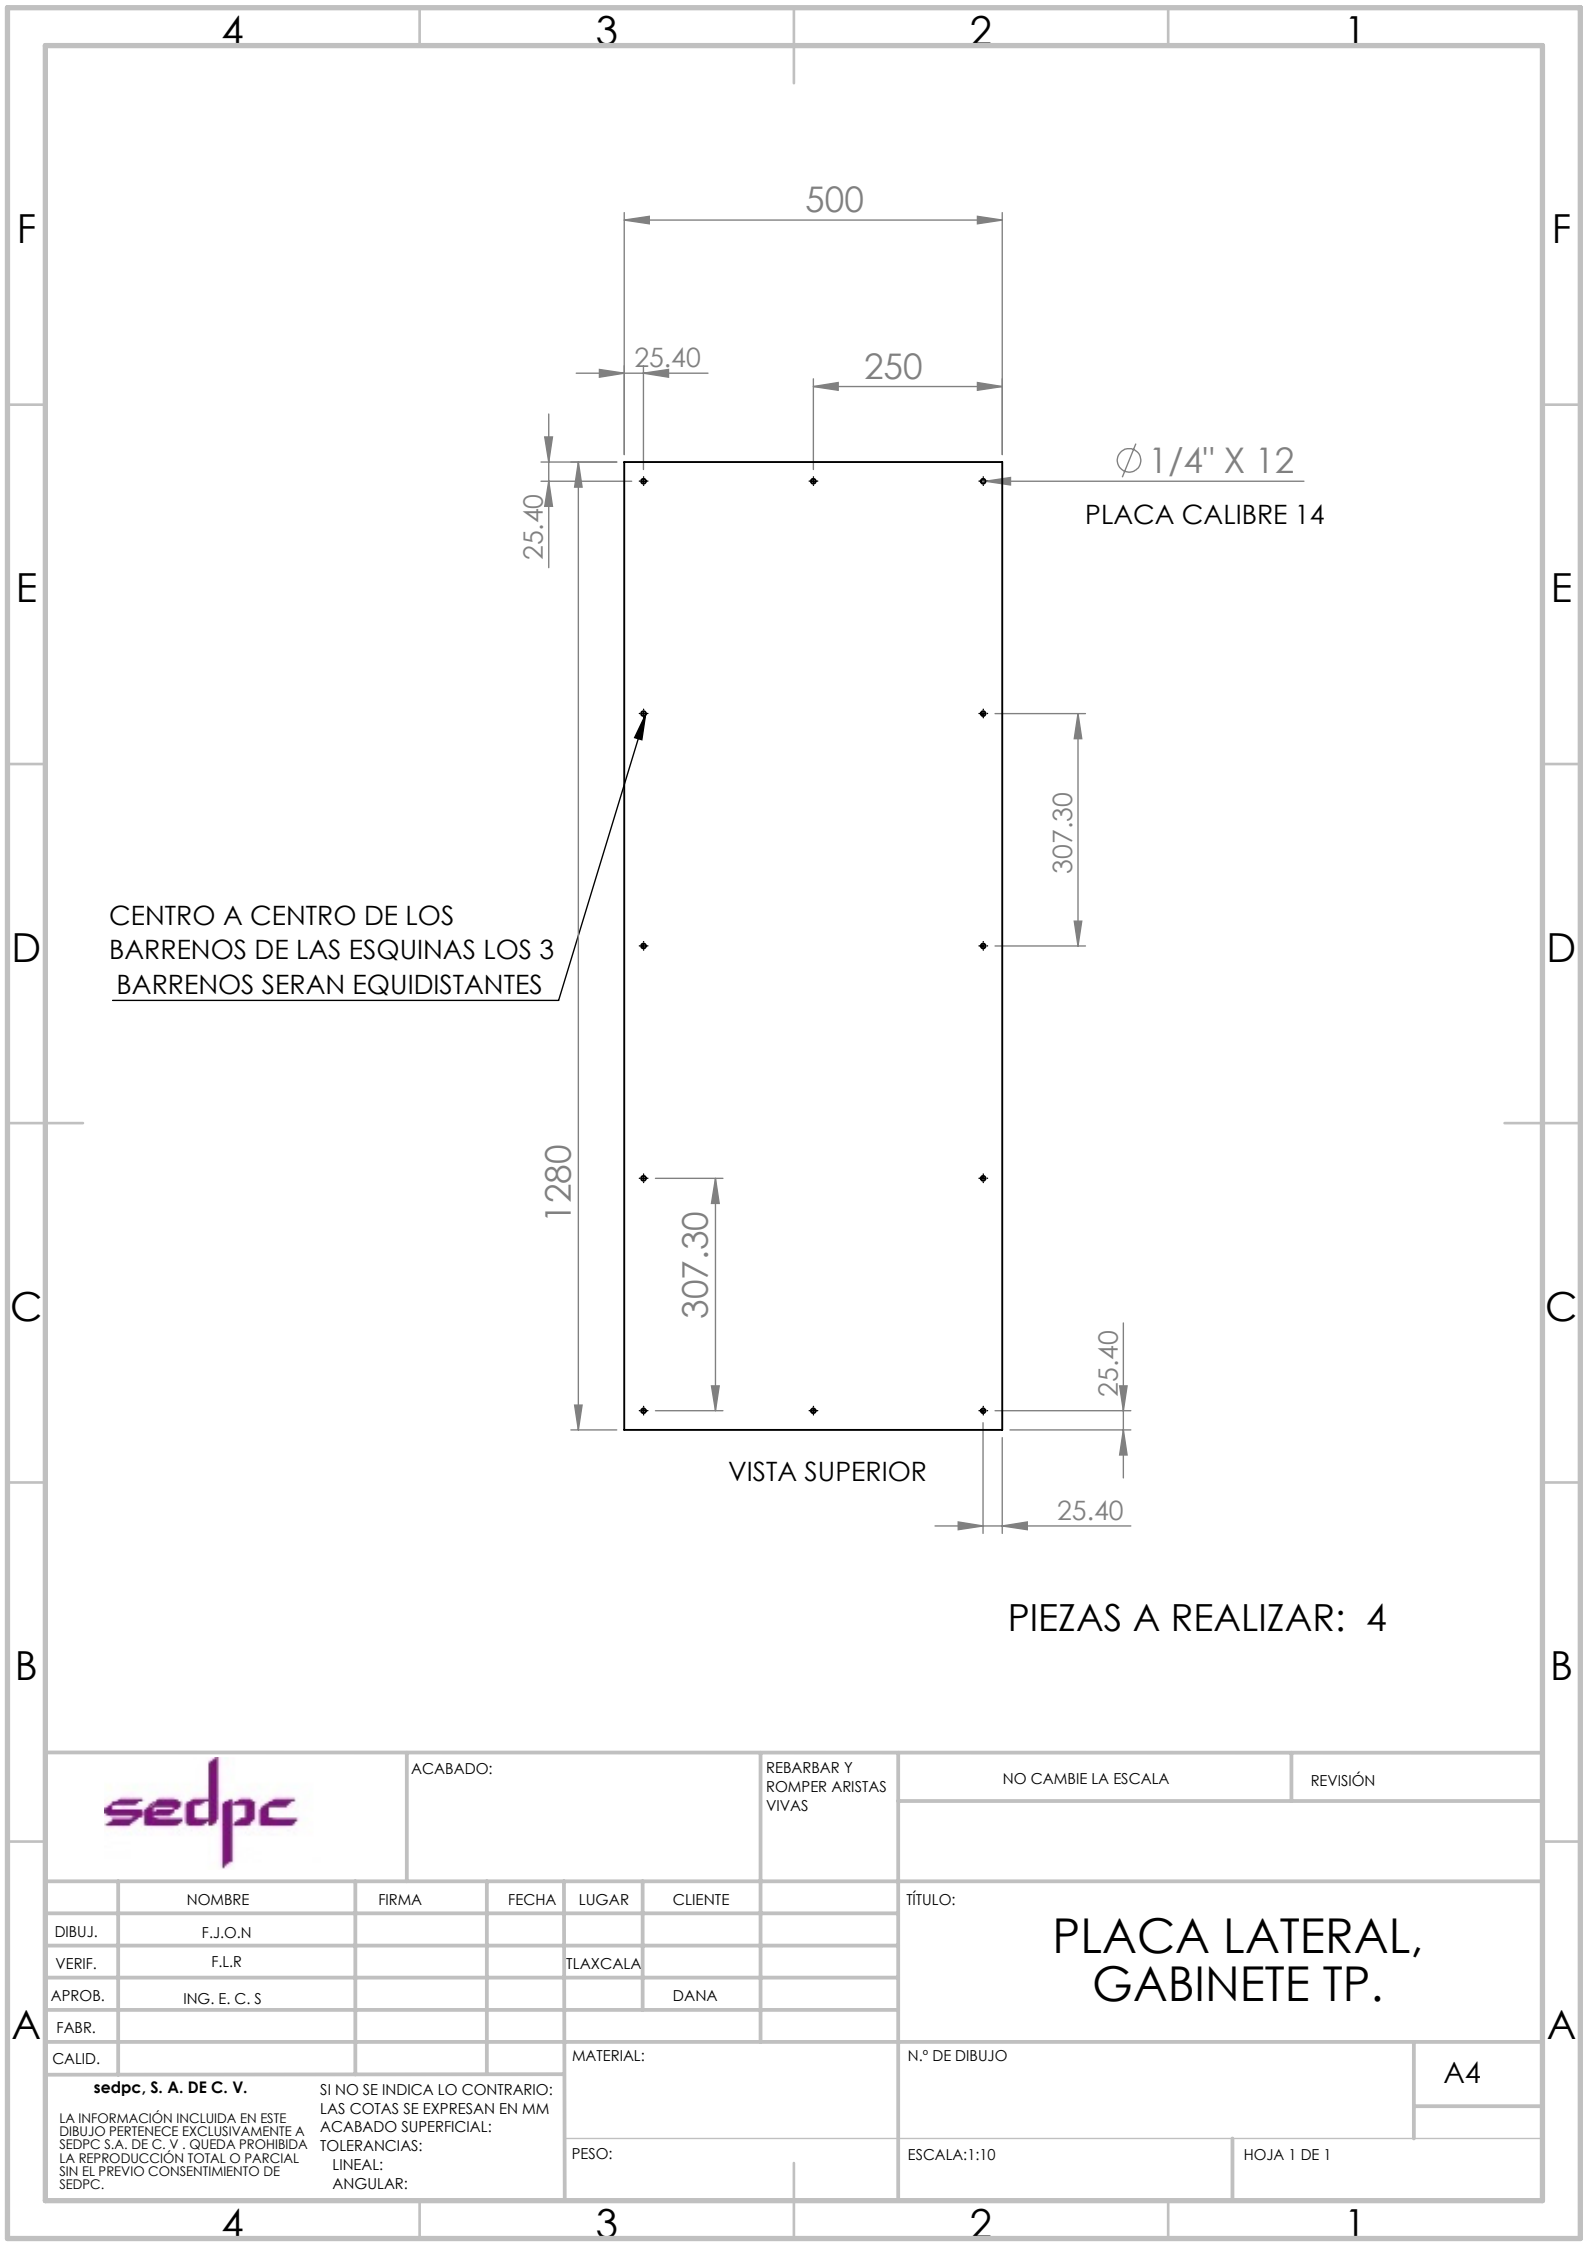 4 3 2 1
F F
500
25.40 250
∅ 1/4" X 12
PLACA CALIBRE 14
25.40
E E
307.30
CENTRO A CENTRO DE LOS
BARRENOS DE LAS ESQUINAS LOS 3
BARRENOS SERAN EQUIDISTANTES
D D
1280
307.30
C C
25.40
VISTA SUPERIOR
25.40
PIEZAS A REALIZAR: 4
B B
sedpc
ACABADO:
REBARBAR Y
ROMPER ARISTAS
VIVAS
NO CAMBIE LA ESCALA
REVISIÓN
NOMBRE FIRMA FECHA LUGAR CLIENTE
DIBUJ. F.J.O.N
VERIF. F.L.R TLAXCALA
APROB. ING. E. C. S DANA
FABR.
CALID.
TÍTULO:
PLACA LATERAL,
GABINETE TP.
A A
MATERIAL:
N.º DE DIBUJO
A4
sedpc, S. A. DE C. V.
LA INFORMACIÓN INCLUIDA EN ESTE
DIBUJO PERTENECE EXCLUSIVAMENTE A
SEDPC S.A. DE C. V . QUEDA PROHIBIDA
LA REPRODUCCIÓN TOTAL O PARCIAL
SIN EL PREVIO CONSENTIMIENTO DE
SEDPC.
SI NO SE INDICA LO CONTRARIO:
LAS COTAS SE EXPRESAN EN MM
ACABADO SUPERFICIAL:
TOLERANCIAS:
LINEAL:
ANGULAR:
PESO:
ESCALA:1:10
HOJA 1 DE 1
4 3 2 1